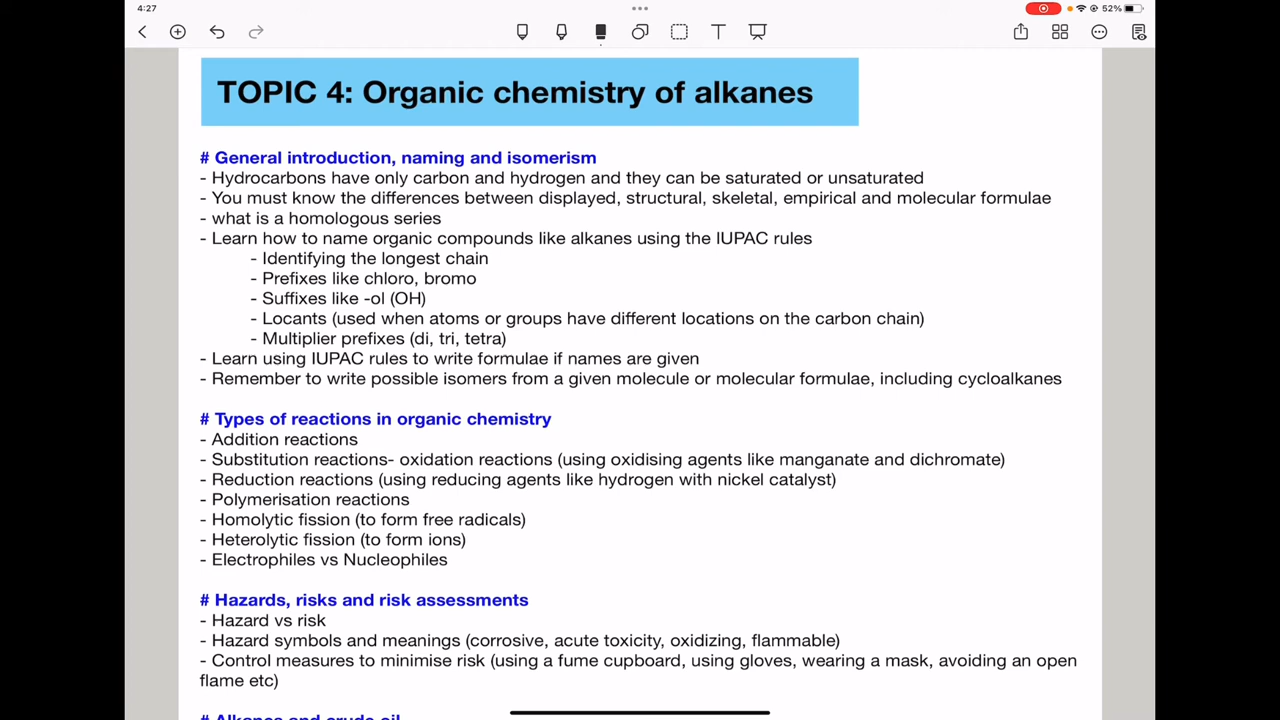 4:27
52%
TOPIC 4: Organic chemistry of alkanes
# General introduction, naming and isomerism
- Hydrocarbons have only carbon and hydrogen and they can be saturated or unsaturated
- You must know the differences between displayed, structural, skeletal, empirical and molecular formulae
- what is a homologous series
- Learn how to name organic compounds like alkanes using the IUPAC rules
- Identifying the longest chain
- Prefixes like chloro, bromo
- Suffixes like -ol (OH)
- Locants (used when atoms or groups have different locations on the carbon chain)
- Multiplier prefixes (di, tri, tetra)
- Learn using IUPAC rules to write formulae if names are given
- Remember to write possible isomers from a given molecule or molecular formulae, including cycloalkanes
# Types of reactions in organic chemistry
- Addition reactions
- Substitution reactions- oxidation reactions (using oxidising agents like manganate and dichromate)
- Reduction reactions (using reducing agents like hydrogen with nickel catalyst)
- Polymerisation reactions
- Homolytic fission (to form free radicals)
- Heterolytic fission (to form ions)
- Electrophiles vs Nucleophiles
# Hazards, risks and risk assessments
- Hazard vs risk
- Hazard symbols and meanings (corrosive, acute toxicity, oxidizing, flammable)
- Control measures to minimise risk (using a fume cupboard, using gloves, wearing a mask, avoiding an open
flame etc)
# Alkanes and crude oil